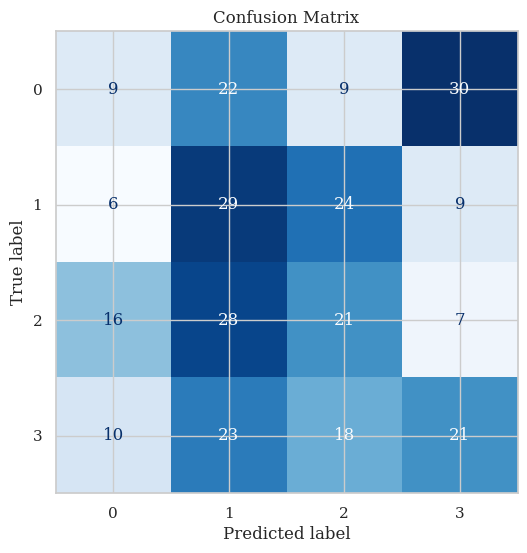 Confusion Matrix
True label
0 9 22 9 30
1 6 29 24 9
2 16 28 21 7
3 10 23 18 21
0 1 2 3
Predicted label